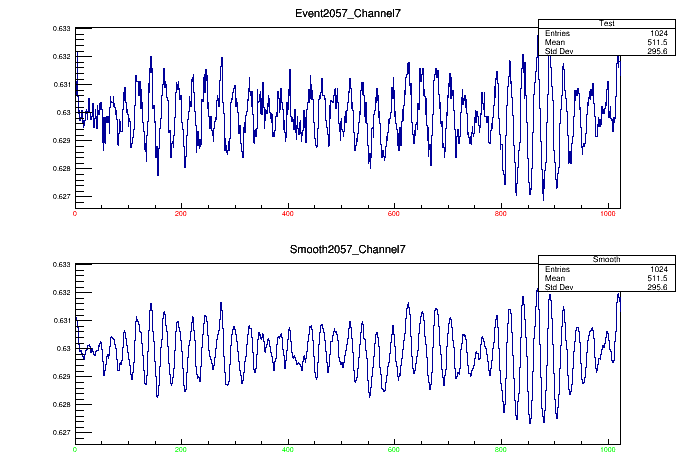 Event2057_Channel7
Test
Entries 1024
Mean 511.5
Std Dev 295.6
0.633
0.632
0.631
0.63
0.629
0.628
0.627
0 200 400 600 800 1000
Smooth2057_Channel7
Smooth
Entries 1024
Mean 511.5
Std Dev 295.6
0.633
0.632
0.631
0.63
0.629
0.628
0.627
0 200 400 600 800 1000